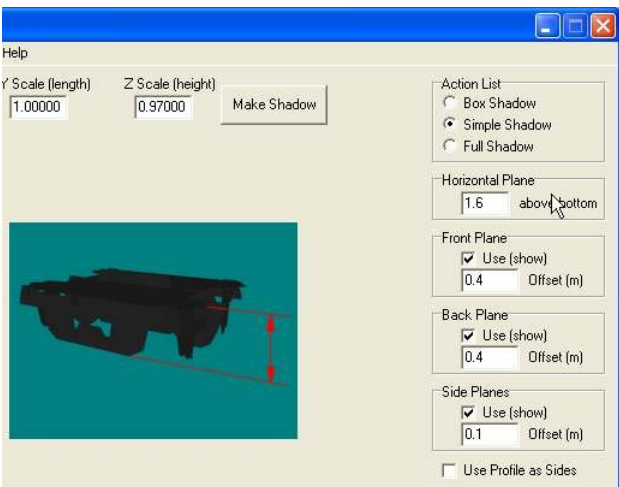 Help
Y Scale (length)
Z Scale (height)
1.00000
0.97000
Make Shadow
Action List
Box Shadow
Simple Shadow
Full Shadow
Horizontal Plane
1.6 above bottom
Front Plane
Use (show)
0.4 Offset (m)
Back Plane
Use (show)
0.4 Offset (m)
Side Planes
Use (show)
0.1 Offset (m)
Use Profile as Sides